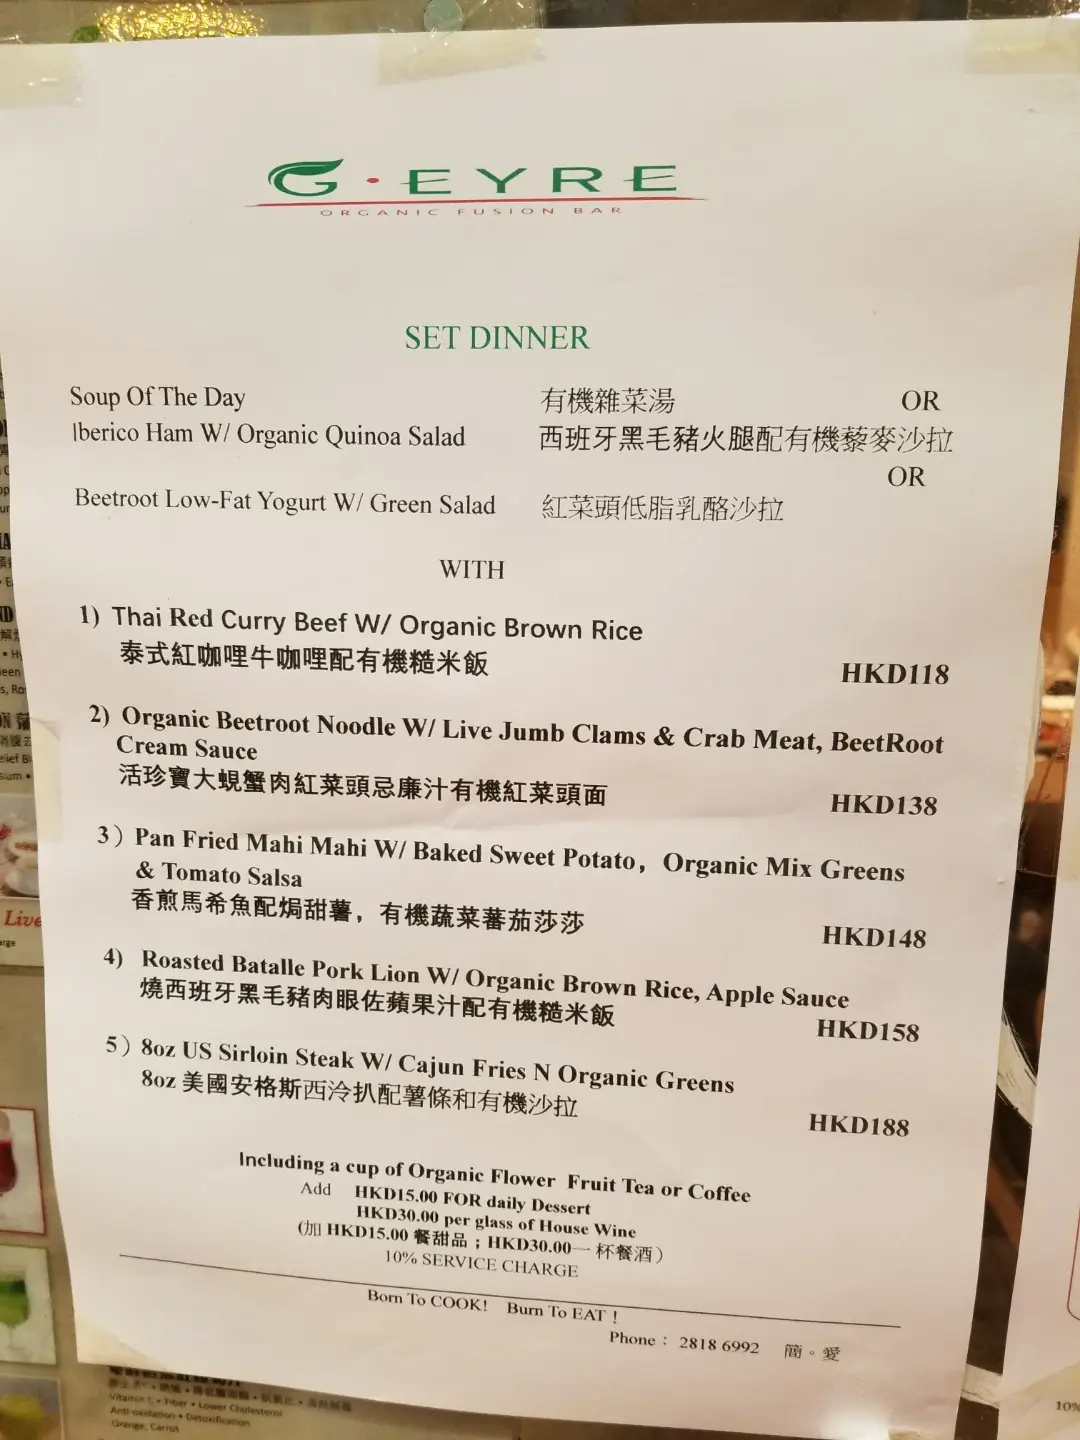 G·EYRE
ORGANIC FUSION BAR
SET DINNER
Soup Of The Day 有機雜菜湯 OR
Iberico Ham W/ Organic Quinoa Salad 西班牙黑毛豬火腿配有機藜麥沙拉
OR
Beetroot Low-Fat Yogurt W/ Green Salad 紅菜頭低脂乳酪沙拉
WITH
1) Thai Red Curry Beef W/ Organic Brown Rice
泰式紅咖哩牛咖哩配有機糙米飯 HKD118
2) Organic Beetroot Noodle W/ Live Jumb Clams & Crab Meat, BeetRoot
Cream Sauce
活珍寶大蜆蟹肉紅菜頭忌廉汁有機紅菜頭面 HKD138
3）Pan Fried Mahi Mahi W/ Baked Sweet Potato，Organic Mix Greens
& Tomato Salsa
香煎馬希魚配焗甜薯，有機蔬菜蕃茄莎莎 HKD148
4) Roasted Batalle Pork Lion W/ Organic Brown Rice, Apple Sauce
燒西班牙黑毛豬肉眼佐蘋果汁配有機糙米飯 HKD158
5）8oz US Sirloin Steak W/ Cajun Fries N Organic Greens
8oz 美國安格斯西泠扒配薯條和有機沙拉 HKD188
Including a cup of Organic Flower Fruit Tea or Coffee
Add HKD15.00 FOR daily Dessert
HKD30.00 per glass of House Wine
(加 HKD15.00 餐甜品；HKD30.00一 杯餐酒）
10% SERVICE CHARGE
Born To COOK! Burn To EAT！
Phone： 2818 6992 簡。愛
Vitamin C • Fiber • Lower Cholesterol
Anti-oxidation • Detoxification
Orange, Carrot
Live
10%